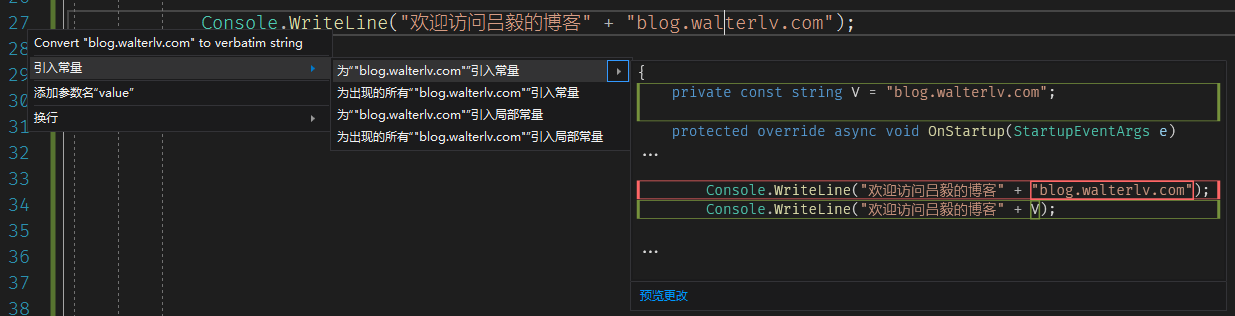 26
27 Console.WriteLine("欢迎访问吕毅的博客" + "blog.walterlv.com");
28
29
30
31
32
33
34
35
36
37
38
Convert "blog.walterlv.com" to verbatim string
引入常量
添加参数名“value”
换行
为“"blog.walterlv.com"”引入常量
为出现的所有“"blog.walterlv.com"”引入常量
为“"blog.walterlv.com"”引入局部常量
为出现的所有“"blog.walterlv.com"”引入局部常量
{
private const string V = "blog.walterlv.com";
protected override async void OnStartup(StartupEventArgs e)
...
Console.WriteLine("欢迎访问吕毅的博客" + "blog.walterlv.com");
Console.WriteLine("欢迎访问吕毅的博客" + V);
...
预览更改